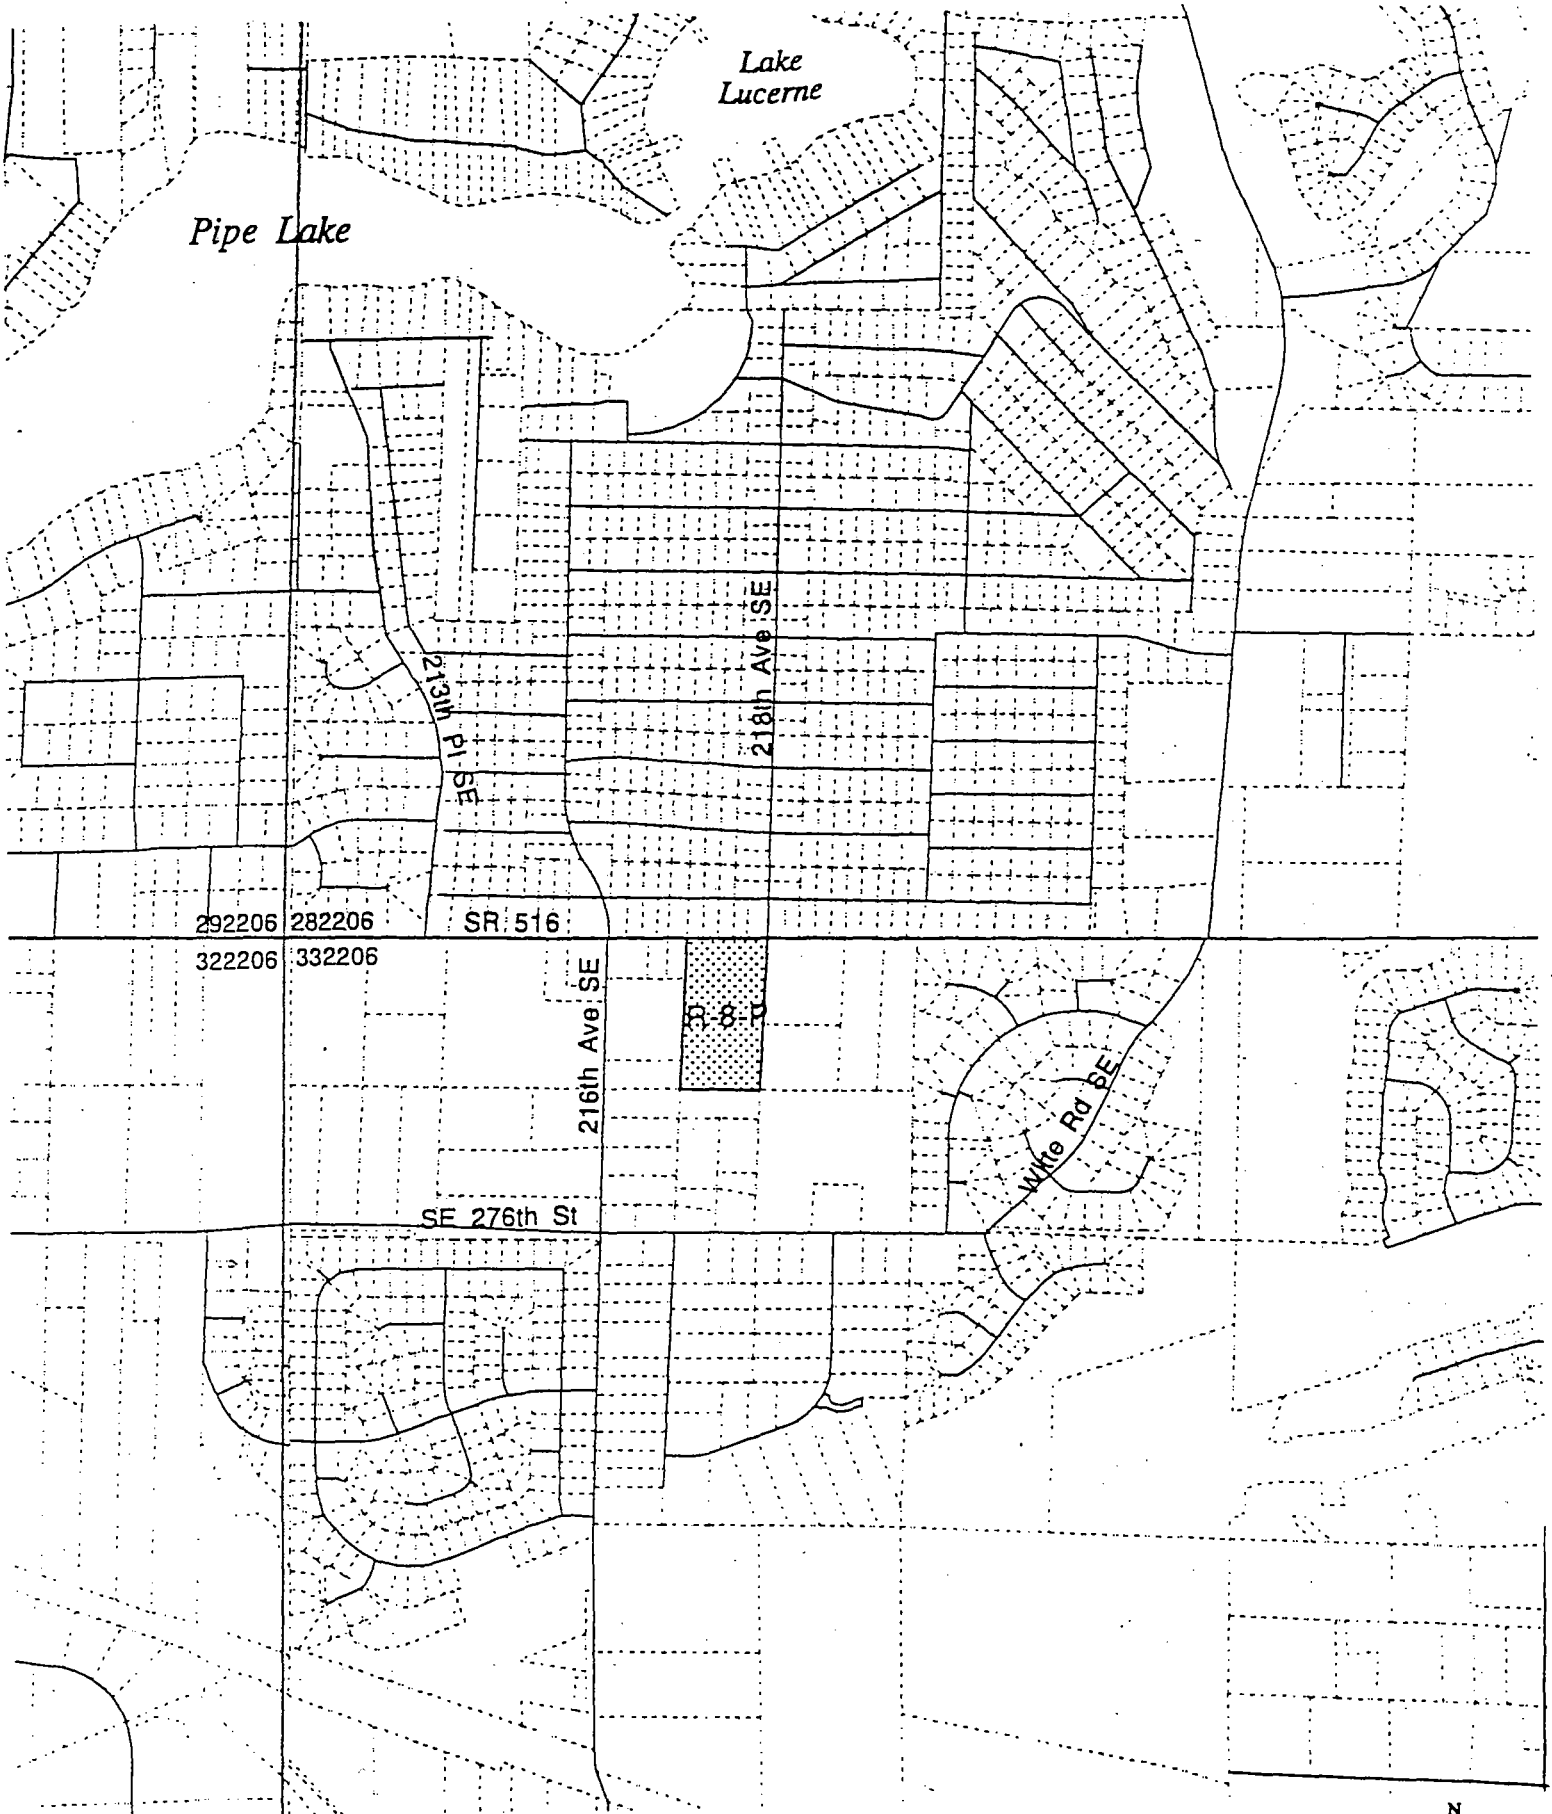 Lake
Lucerne
Pipe Lake
218th Ave SE
213th Pl SE
292206 282206
SR 516
322206 332206
216th Ave SE
R-8-P
Witte Rd SE
SE 276th St
N